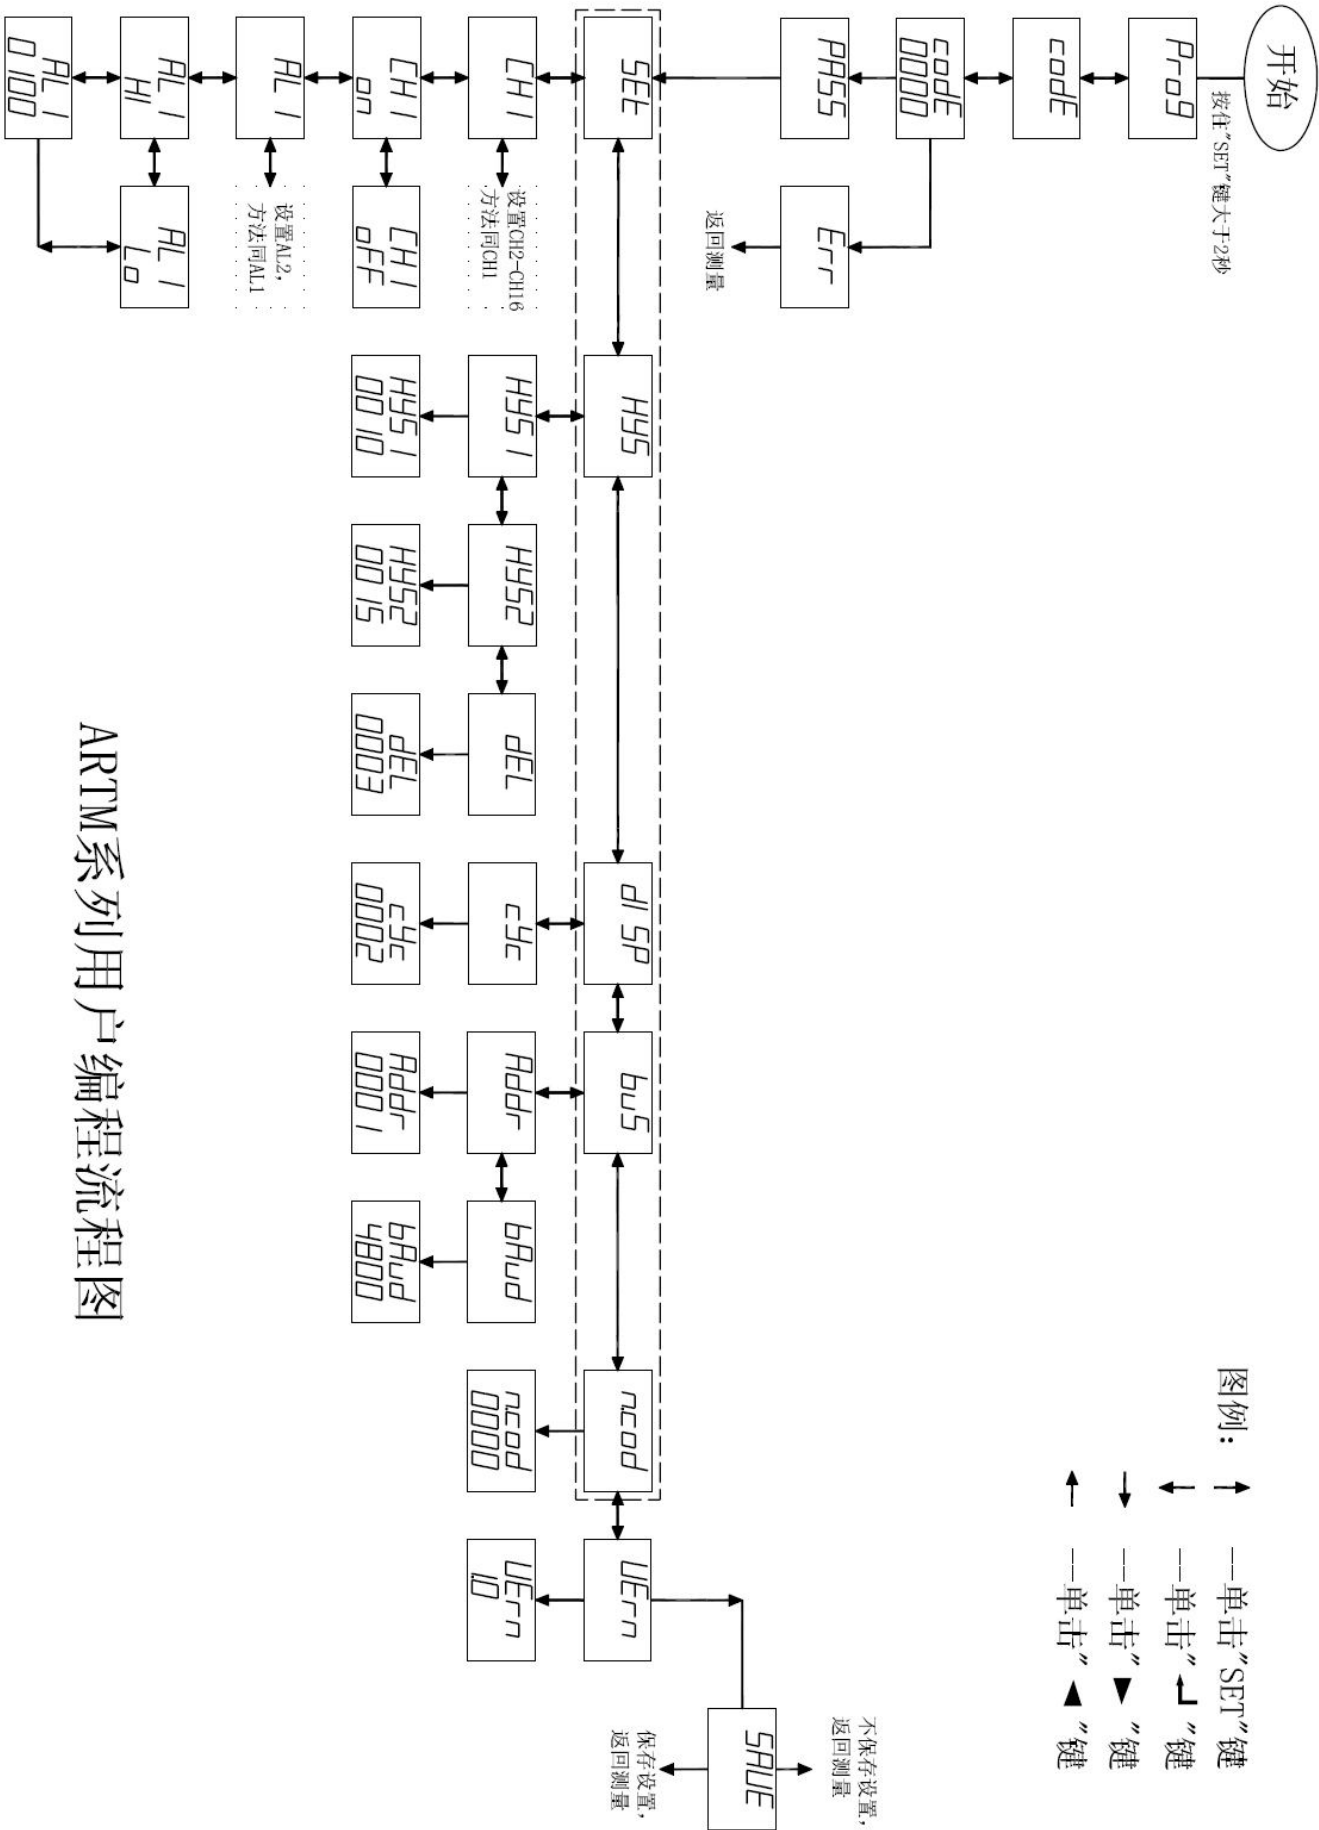 开始
按住"SET"键大于2秒
Prog
codE
codE
0000
PASS
Err
返回测量
SEt
HYS
dISP
buS
n.cod
VErn
SAVE
不保存设置,
返回测量
保存设置,
返回测量
CH1
设置CH2-CH16
方法同CH1
HYS1
HYS2
dEL
cYc
Addr
bAud
n.cod
0000
VErn
1.0
CH1
on
CH1
oFF
HYS1
0010
HYS2
0015
dEL
0003
cYc
0002
Addr
0001
bAud
4800
AL1
设置AL2,
方法同AL1
AL1
HI
AL1
Lo
AL1
0100
图例:
→ ——单击"SET"键
← ——单击"↵"键
↓ ——单击"▼"键
↑ ——单击"▲"键
ARTM系列用户编程流程图